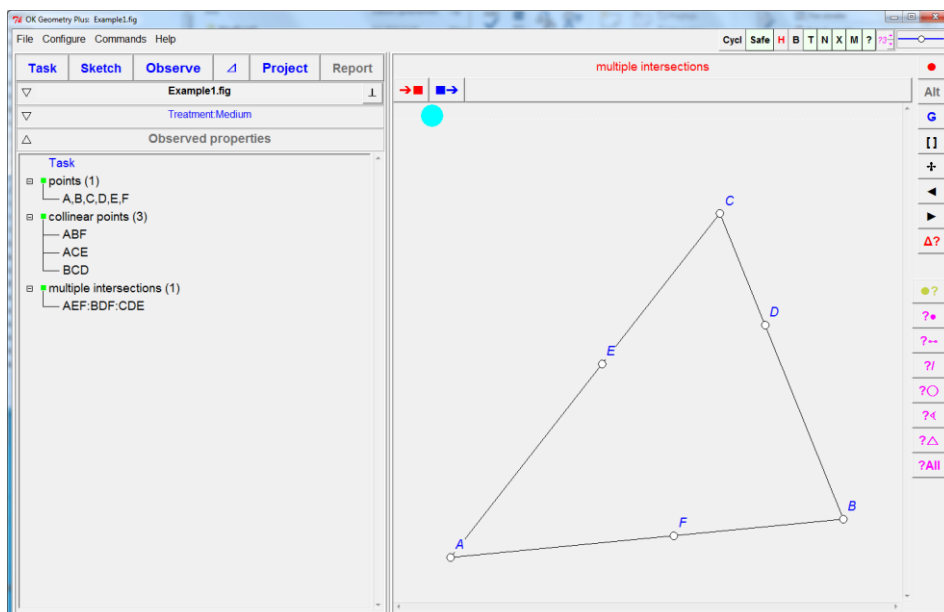 OK Geometry Plus: Example1.fig
File Configure Commands Help
Cycl Safe H B T N X M ? ?3
Task Sketch Observe ⊿ Project Report
multiple intersections
Example1.fig
Alt
Treatment:Medium
G
Observed properties
[ ]
Task
points (1)
A,B,C,D,E,F
collinear points (3)
ABF
ACE
BCD
multiple intersections (1)
AEF:BDF:CDE
Δ?
?
?●
?↔
?/
?○
?∢
?△
?All
C
D
E
B
F
A